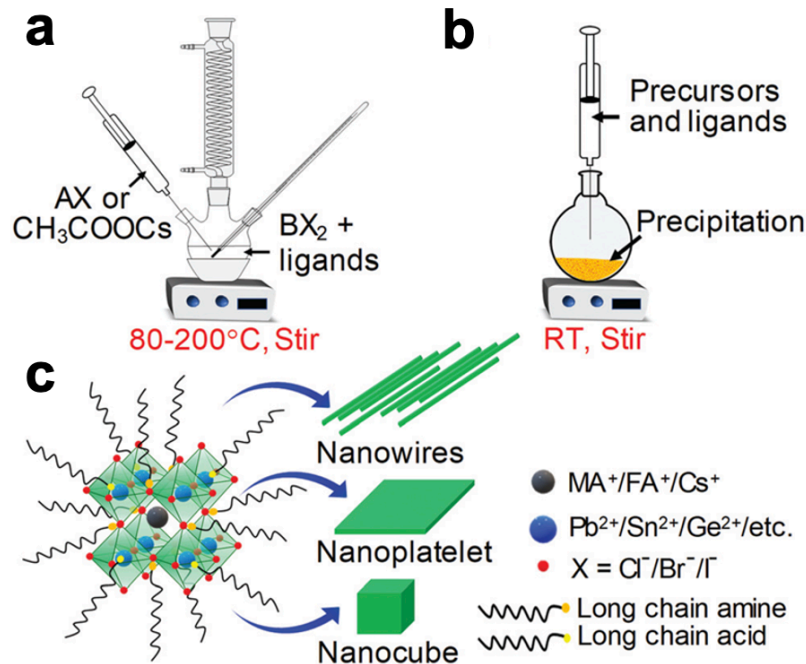 a
AX or
CH₃COOCs
BX₂ +
ligands
80-200°C, Stir
b
Precursors
and ligands
Precipitation
RT, Stir
c
Nanowires
Nanoplatelet
Nanocube
MA⁺/FA⁺/Cs⁺
Pb²⁺/Sn²⁺/Ge²⁺/etc.
X = Cl⁻/Br⁻/I⁻
Long chain amine
Long chain acid